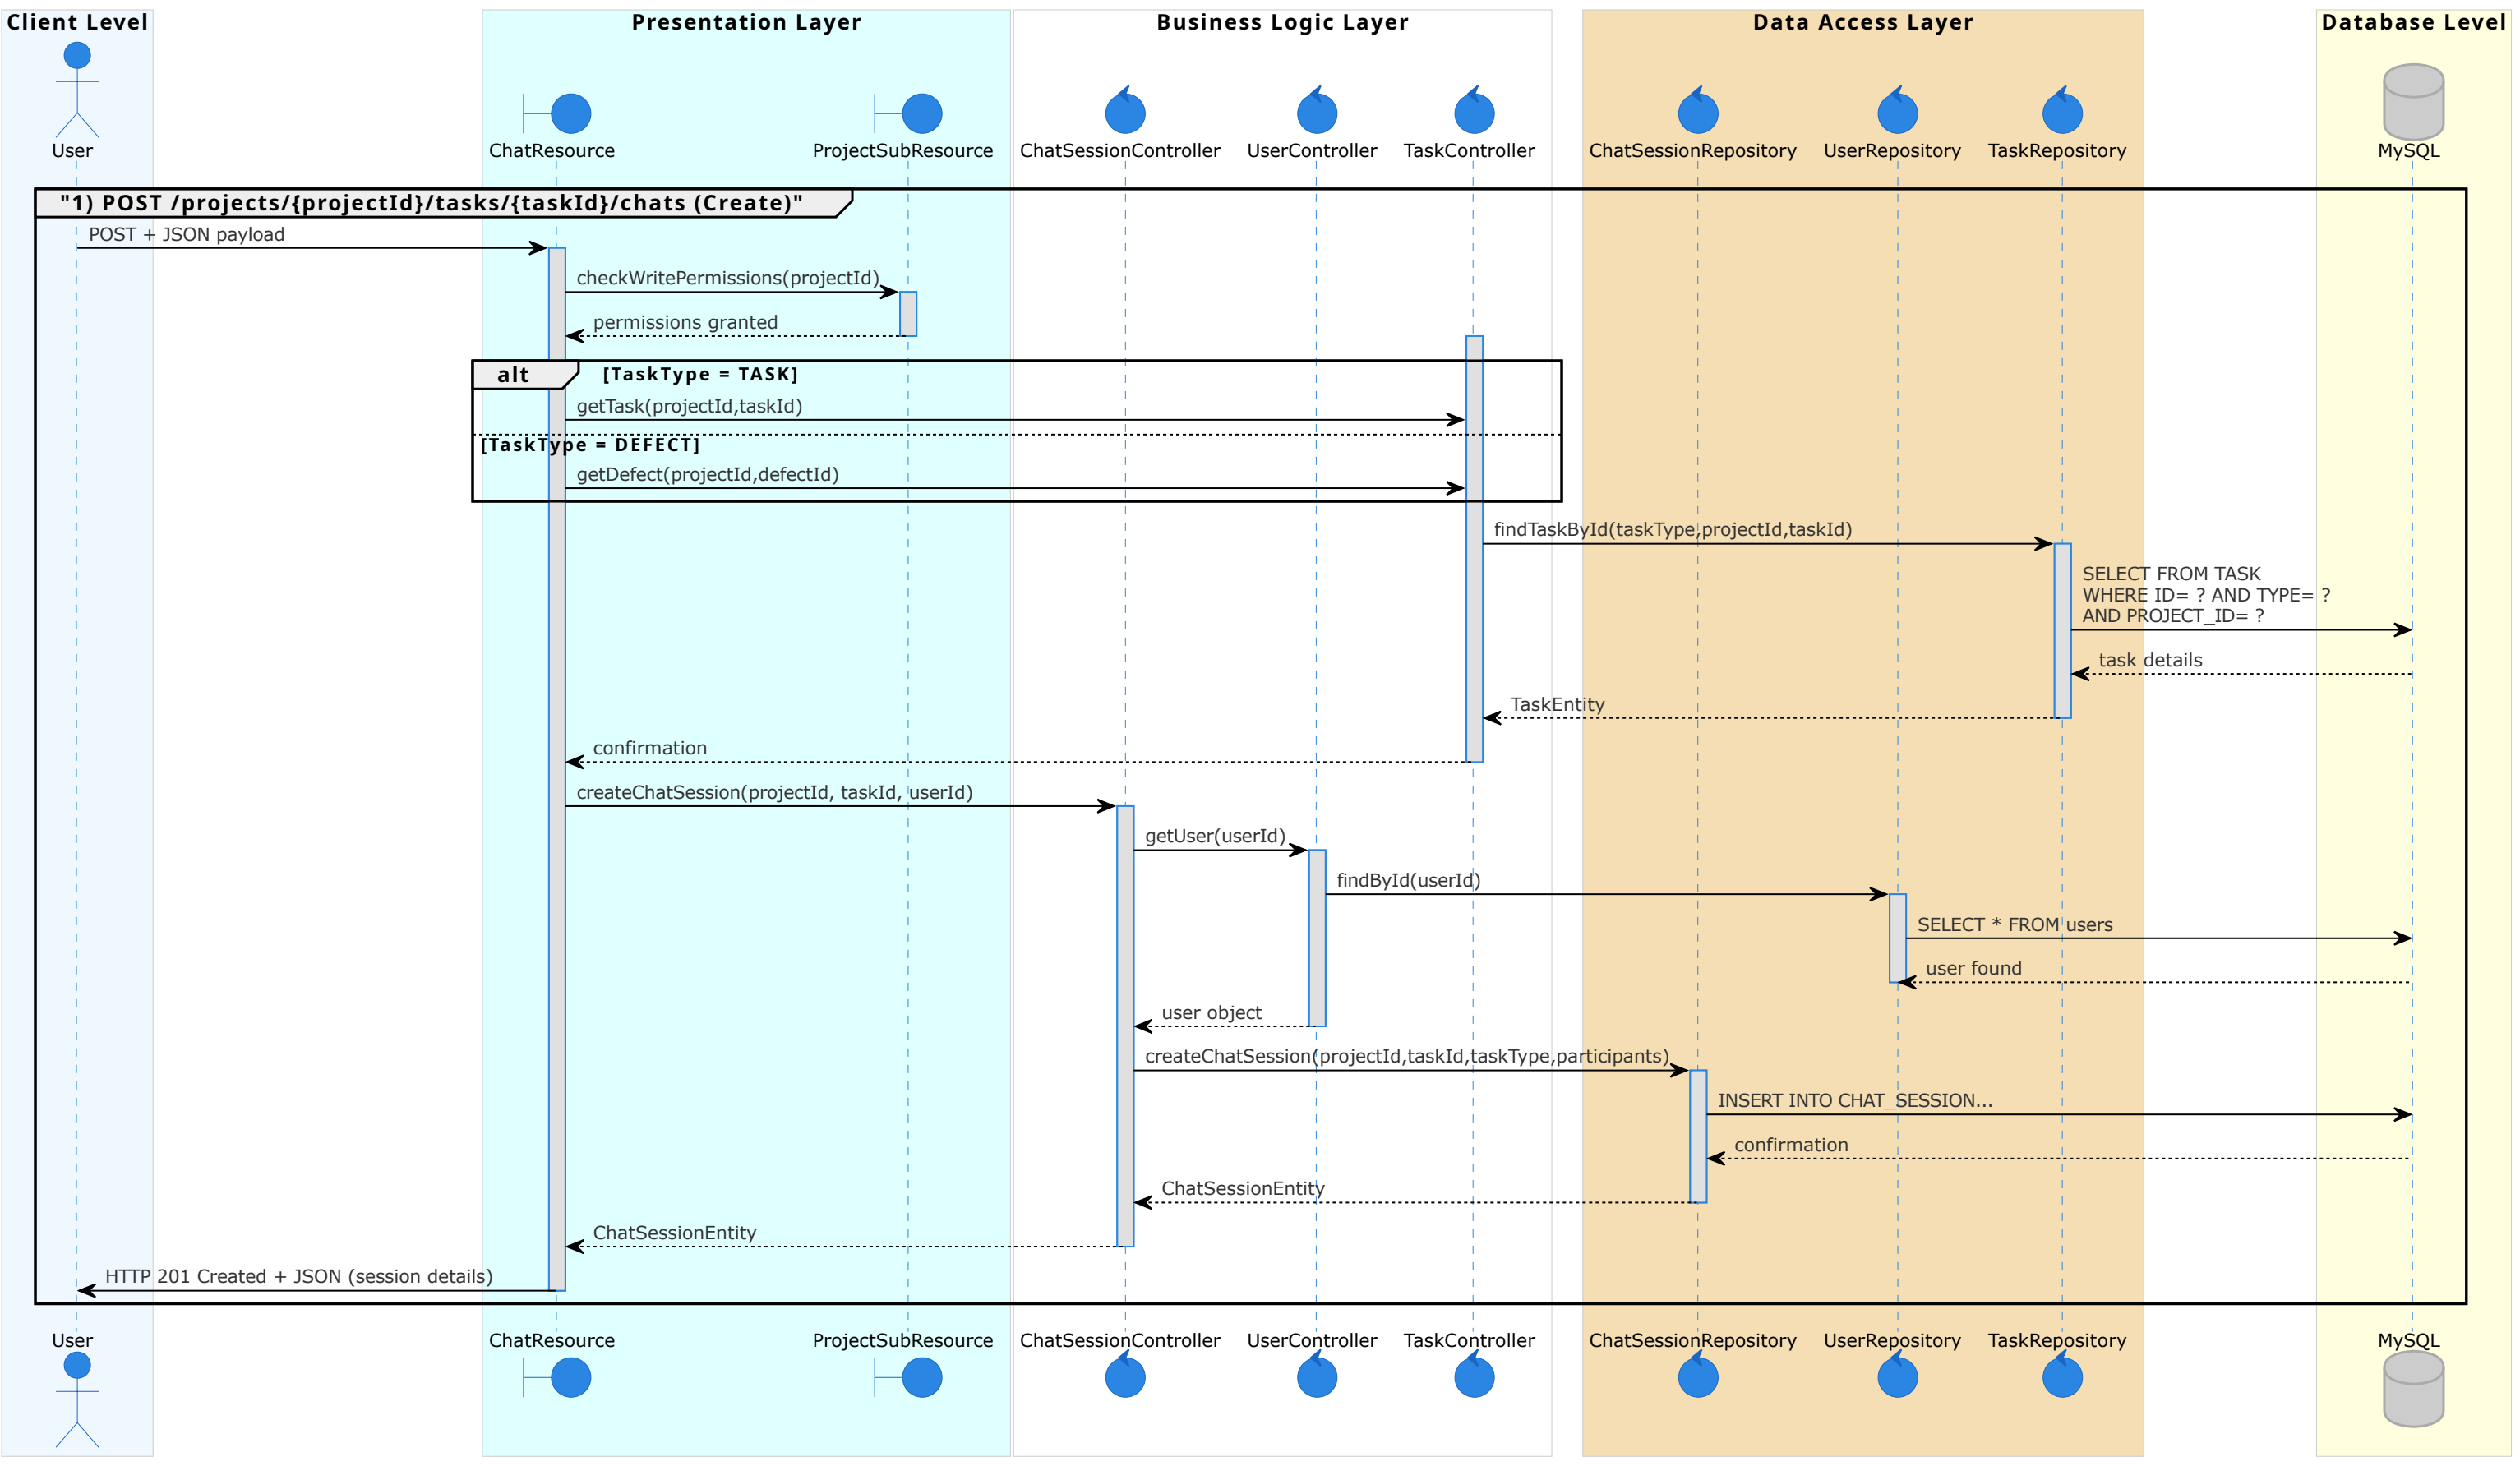 Client Level
Presentation Layer
Business Logic Layer
Data Access Layer
Database Level
User
ChatResource
ProjectSubResource
ChatSessionController
UserController
TaskController
ChatSessionRepository
UserRepository
TaskRepository
MySQL
"1) POST /projects/{projectId}/tasks/{taskId}/chats (Create)"
POST + JSON payload
checkWritePermissions(projectId)
permissions granted
alt
[TaskType = TASK]
getTask(projectId,taskId)
[TaskType = DEFECT]
getDefect(projectId,defectId)
findTaskById(taskType,projectId,taskId)
SELECT FROM TASK
WHERE ID= ? AND TYPE= ?
AND PROJECT_ID= ?
task details
TaskEntity
confirmation
createChatSession(projectId, taskId, userId)
getUser(userId)
findById(userId)
SELECT * FROM users
user found
user object
createChatSession(projectId,taskId,taskType,participants)
INSERT INTO CHAT_SESSION...
confirmation
ChatSessionEntity
ChatSessionEntity
HTTP 201 Created + JSON (session details)
User
ChatResource
ProjectSubResource
ChatSessionController
UserController
TaskController
ChatSessionRepository
UserRepository
TaskRepository
MySQL